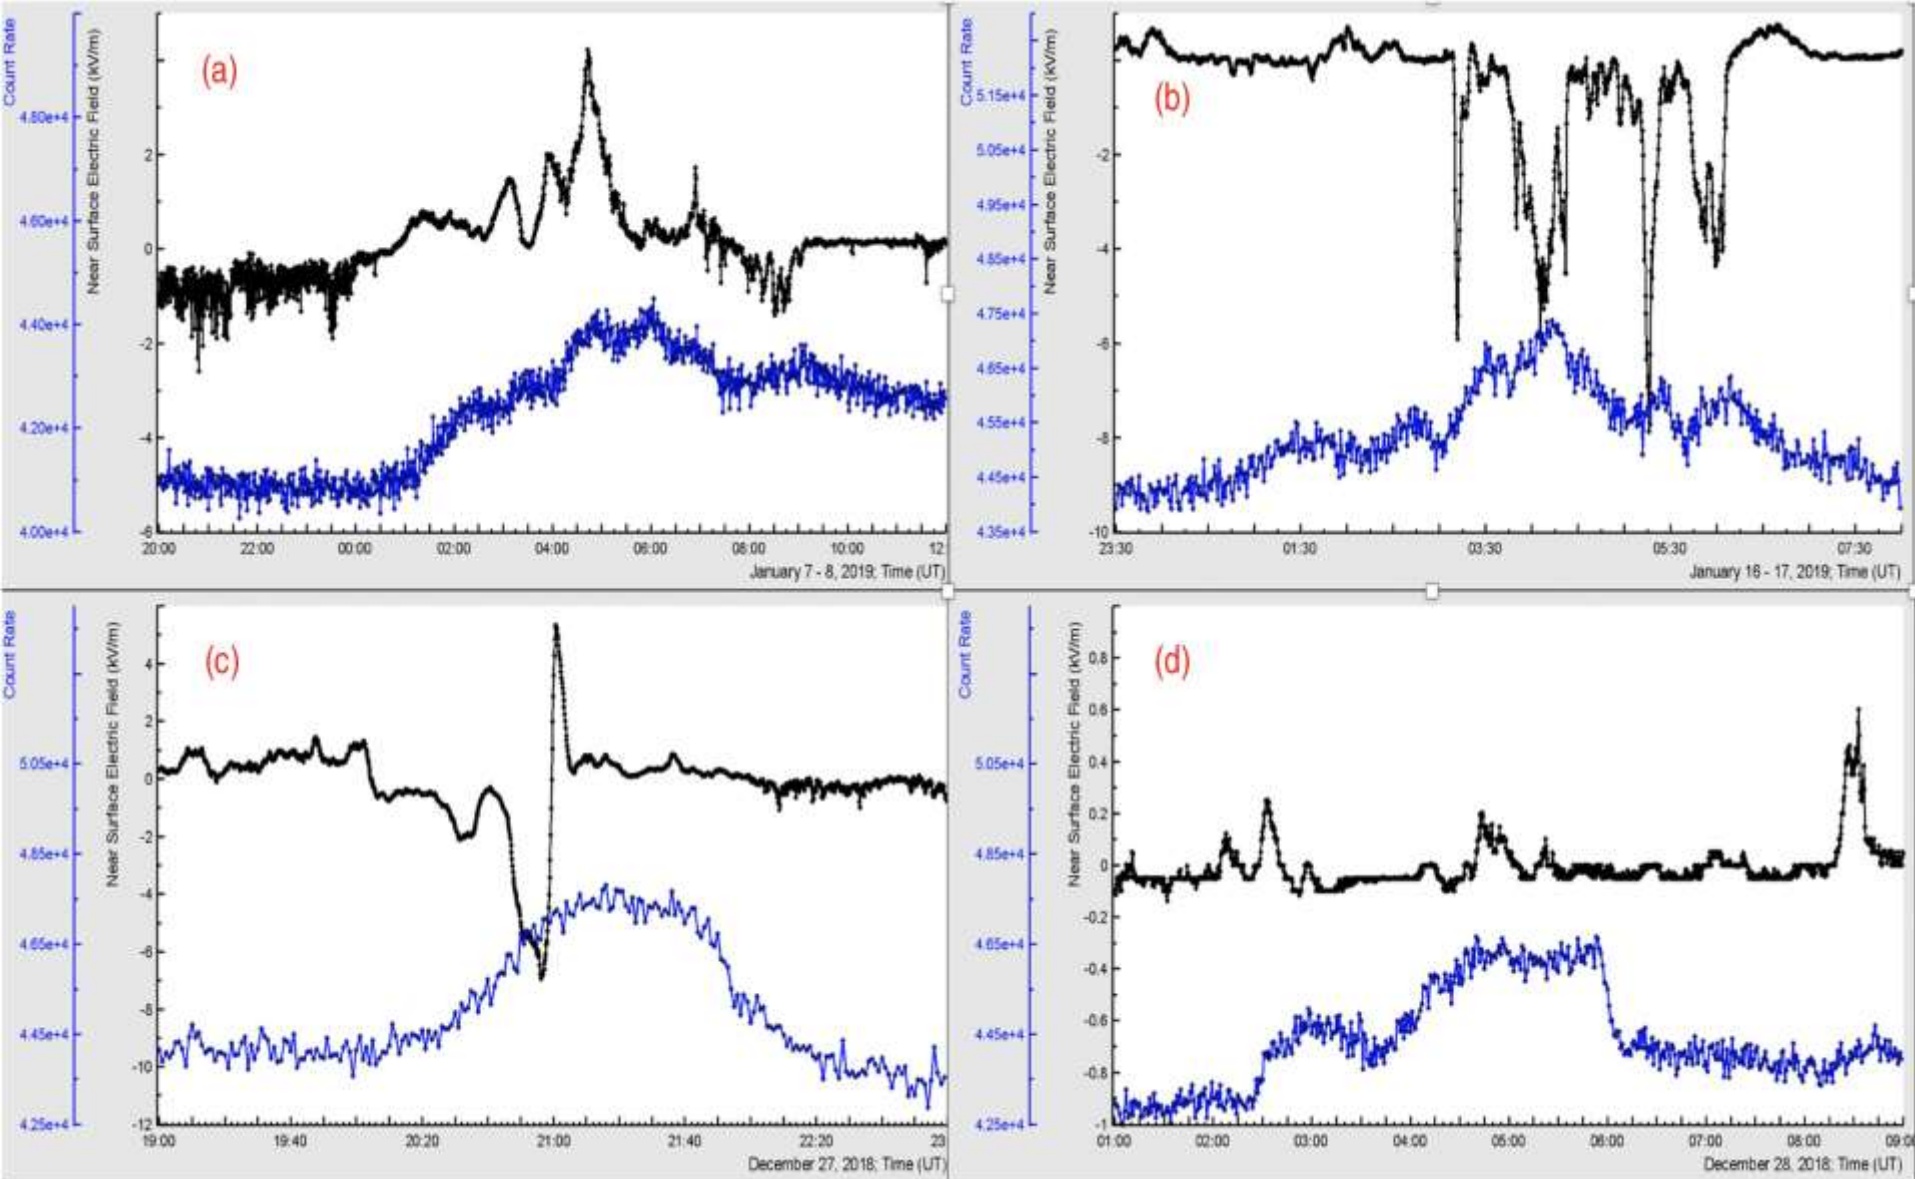 (a)
Count Rate
4.80e+4
4.60e+4
4.40e+4
4.20e+4
4.00e+4
Near Surface Electric Field (kV/m)
2
0
-2
-4
-6
20:00 22:00 00:00 02:00 04:00 06:00 08:00 10:00 12:
January 7 - 8, 2019; Time (UT)
(b)
Count Rate
5.15e+4
5.05e+4
4.95e+4
4.85e+4
4.75e+4
4.65e+4
4.55e+4
4.45e+4
4.35e+4
Near Surface Electric Field (kV/m)
-2
-4
-6
-8
-10
23:30 01:30 03:30 05:30 07:30
January 16 - 17, 2019; Time (UT)
(c)
Count Rate
5.05e+4
4.85e+4
4.65e+4
4.45e+4
4.25e+4
Near Surface Electric Field (kV/m)
4
2
0
-2
-4
-6
-8
-10
-12
19:00 19:40 20:20 21:00 21:40 22:20 23
December 27, 2018; Time (UT)
(d)
Count Rate
5.05e+4
4.85e+4
4.65e+4
4.45e+4
4.25e+4
Near Surface Electric Field (kV/m)
0.8
0.6
0.4
0.2
0
-0.2
-0.4
-0.6
-0.8
-1
01:00 02:00 03:00 04:00 05:00 06:00 07:00 08:00 09:00
December 28, 2018; Time (UT)